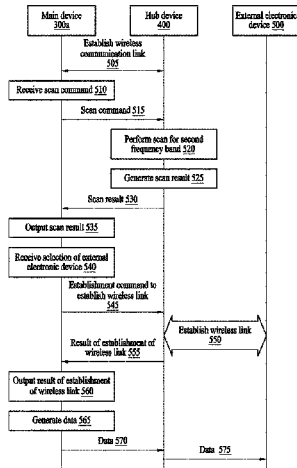 Main device
300a
Hub device
400
External electronic
device 500
Establish wireless
communication link
505
Receive scan command 510
Scan command 515
Perform scan for second
frequency band 520
Generate scan result 525
Scan result 530
Output scan result 535
Receive selection of external
electronic device 540
Establishment command to
establish wireless link
545
Establish wireless link
550
Result of establishment of
wireless link 555
Output result of establishment
of wireless link 560
Generate data 565
Data 570
Data 575